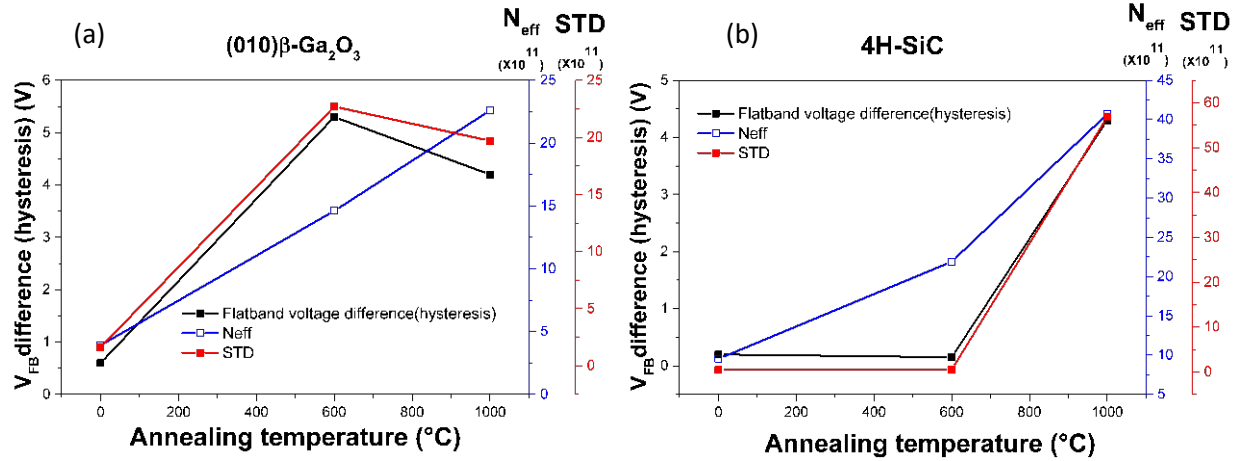 (a)
(010)β-Ga2O3
Neff STD
(X10^11) (X10^11)
VFB difference (hysteresis) (V)
6
5
4
3
2
1
0
Flatband voltage difference(hysteresis)
Neff
STD
25
20
15
10
5
0
25
20
15
10
5
0
0 200 400 600 800 1000
Annealing temperature (°C)
(b)
4H-SiC
Neff STD
(X10^11) (X10^11)
VFB difference (hysteresis) (V)
5
4
3
2
1
0
Flatband voltage difference(hysteresis)
Neff
STD
45
40
35
30
25
20
15
10
5
60
50
40
30
20
10
0
0 200 400 600 800 1000
Annealing temperature (°C)